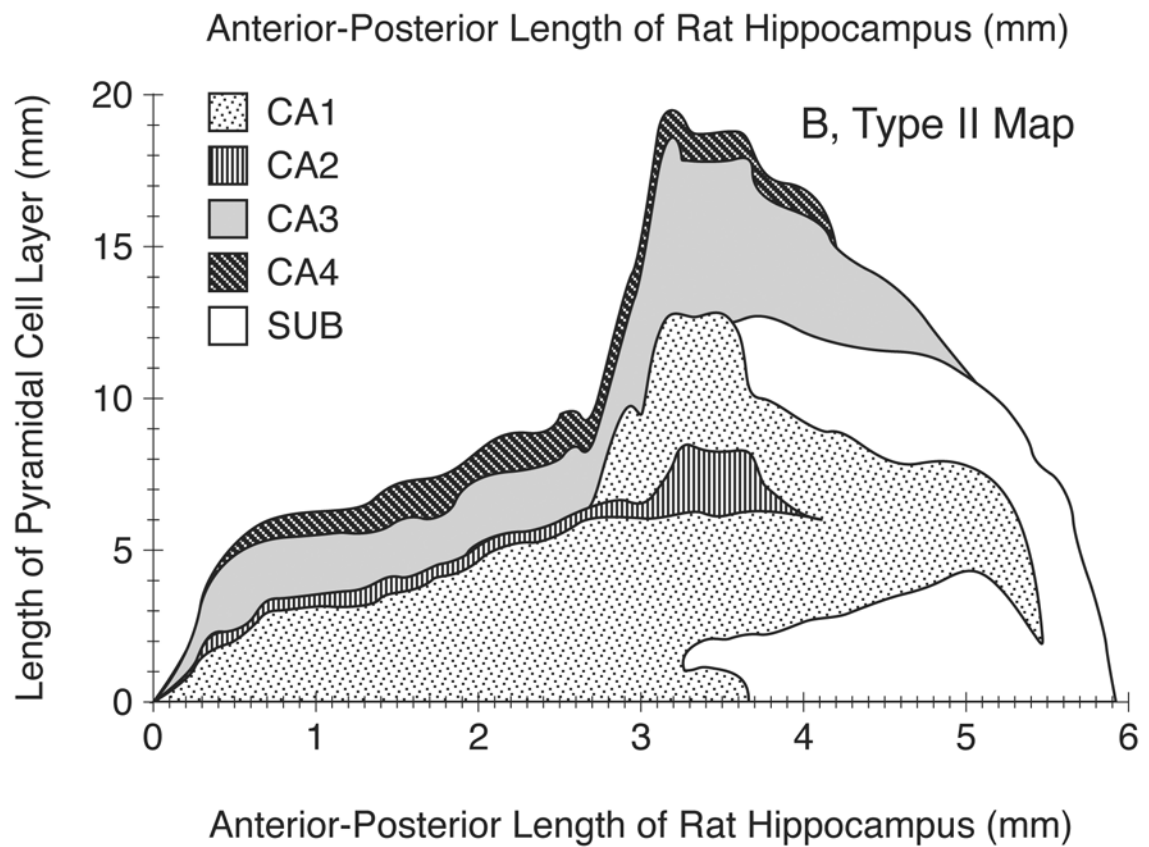 Anterior-Posterior Length of Rat Hippocampus (mm)
B, Type II Map
CA1
CA2
CA3
CA4
SUB
Length of Pyramidal Cell Layer (mm)
20
15
10
5
0
0 1 2 3 4 5 6
Anterior-Posterior Length of Rat Hippocampus (mm)